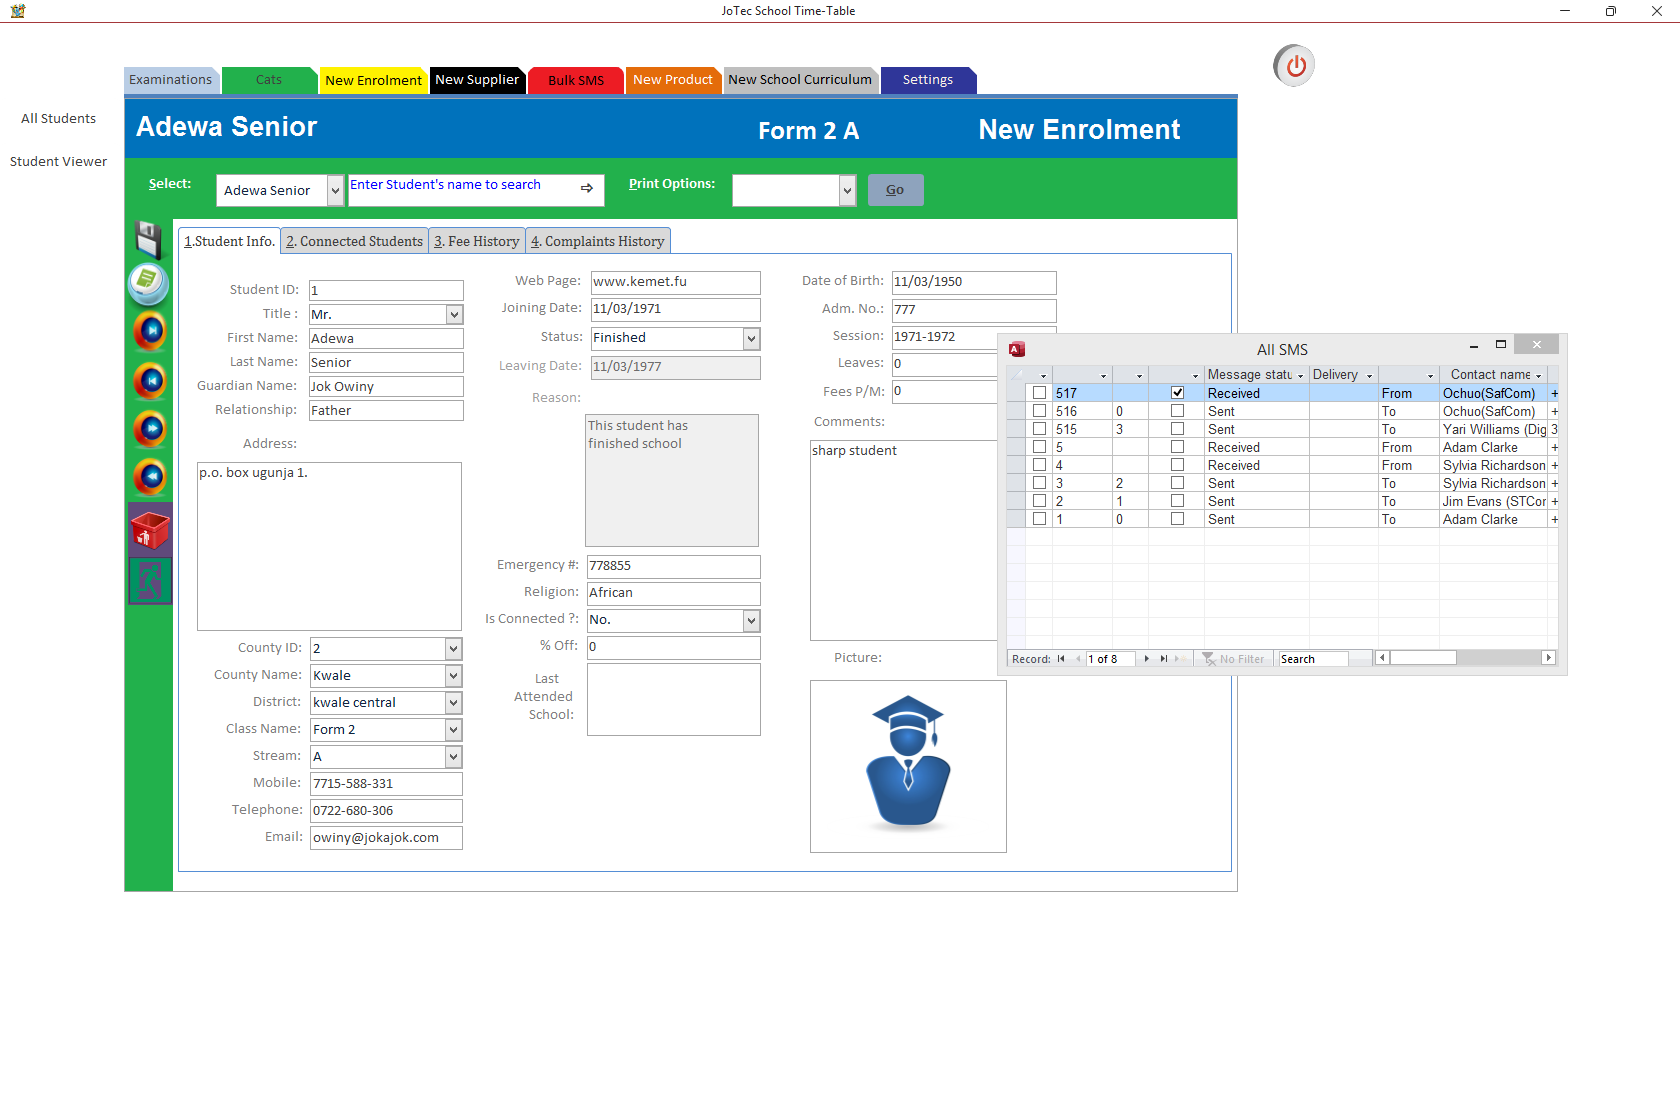 JoTec School Time-Table
Examinations
Cats
New Enrolment
New Supplier
Bulk SMS
New Product
New School Curriculum
Settings
All Students
Student Viewer
Adewa Senior
Form 2 A
New Enrolment
Select:
Adewa Senior
Enter Student's name to search
Print Options:
Go
1.Student Info.
2. Connected Students
3. Fee History
4. Complaints History
Student ID: 1
Title : Mr.
First Name: Adewa
Last Name: Senior
Guardian Name: Jok Owiny
Relationship: Father
Address:
p.o. box ugunja 1.
County ID: 2
County Name: Kwale
District: kwale central
Class Name: Form 2
Stream: A
Mobile: 7715-588-331
Telephone: 0722-680-306
Email: owiny@jokajok.com
Web Page: www.kemet.fu
Joining Date: 11/03/1971
Status: Finished
Leaving Date: 11/03/1977
Reason:
This student has
finished school
Emergency #: 778855
Religion: African
Is Connected ?: No.
% Off: 0
Last
Attended
School:
Date of Birth: 11/03/1950
Adm. No.: 777
Session: 1971-1972
Leaves: 0
Fees P/M: 0
Comments:
sharp student
Picture:
A
All SMS
Message statu Delivery Contact name
517 Received From Ochuo(SafCom) +
516 0 Sent To Ochuo(SafCom) +
515 3 Sent To Yari Williams (Dig 3
5 Received From Adam Clarke +
4 Received From Sylvia Richardson +
3 2 Sent To Sylvia Richardson +
2 1 Sent To Jim Evans (STCor +
1 0 Sent To Adam Clarke +
Record: 1 of 8 No Filter Search